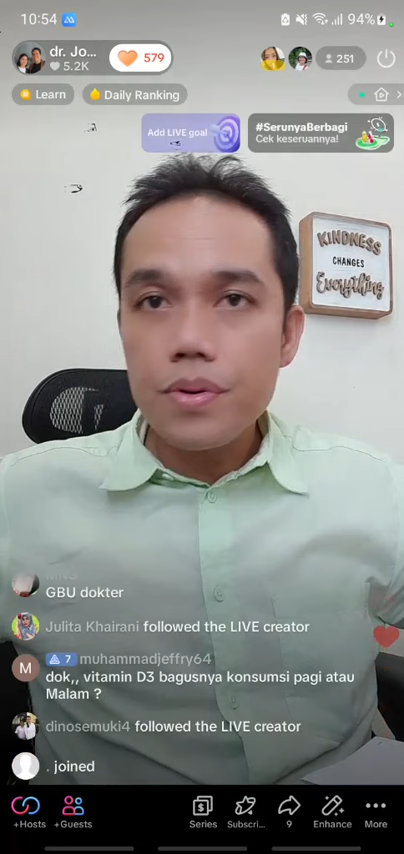 10:54
94%
dr. Jo...
5.2K
579
251
Learn
Daily Ranking
Add LIVE goal
#SerunyaBerbagi
Cek keseruannya!
KINDNESS
CHANGES
Everything
GBU dokter
Julita Khairani followed the LIVE creator
M
7 muhammadjeffry64
dok,, vitamin D3 bagusnya konsumsi pagi atau
Malam ?
dinosemuki4 followed the LIVE creator
. joined
+Hosts
+Guests
Series
Subscri...
9
Enhance
More